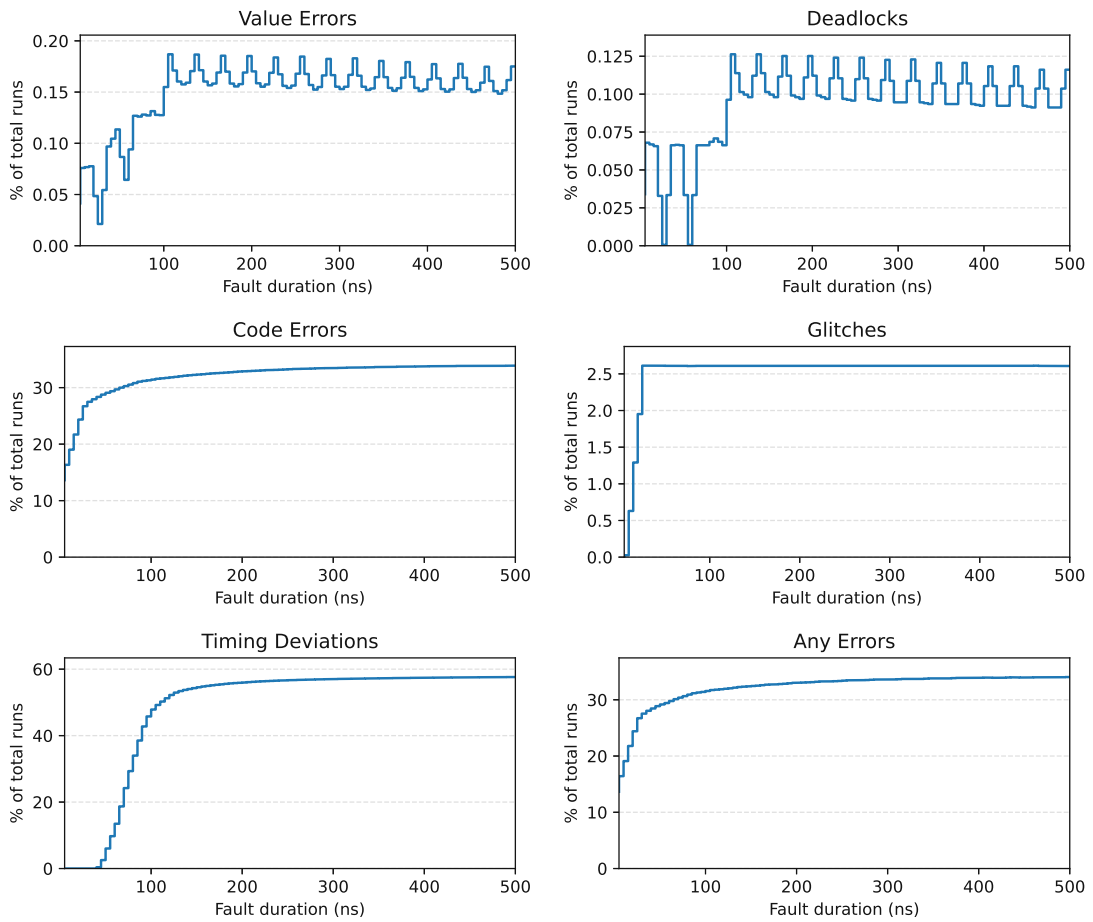 Value Errors
% of total runs
0.20
0.15
0.10
0.05
0.00
100 200 300 400 500
Fault duration (ns)
Deadlocks
% of total runs
0.125
0.100
0.075
0.050
0.025
0.000
100 200 300 400 500
Fault duration (ns)
Code Errors
% of total runs
30
20
10
0
100 200 300 400 500
Fault duration (ns)
Glitches
% of total runs
2.5
2.0
1.5
1.0
0.5
0.0
100 200 300 400 500
Fault duration (ns)
Timing Deviations
% of total runs
60
40
20
0
100 200 300 400 500
Fault duration (ns)
Any Errors
% of total runs
30
20
10
0
100 200 300 400 500
Fault duration (ns)